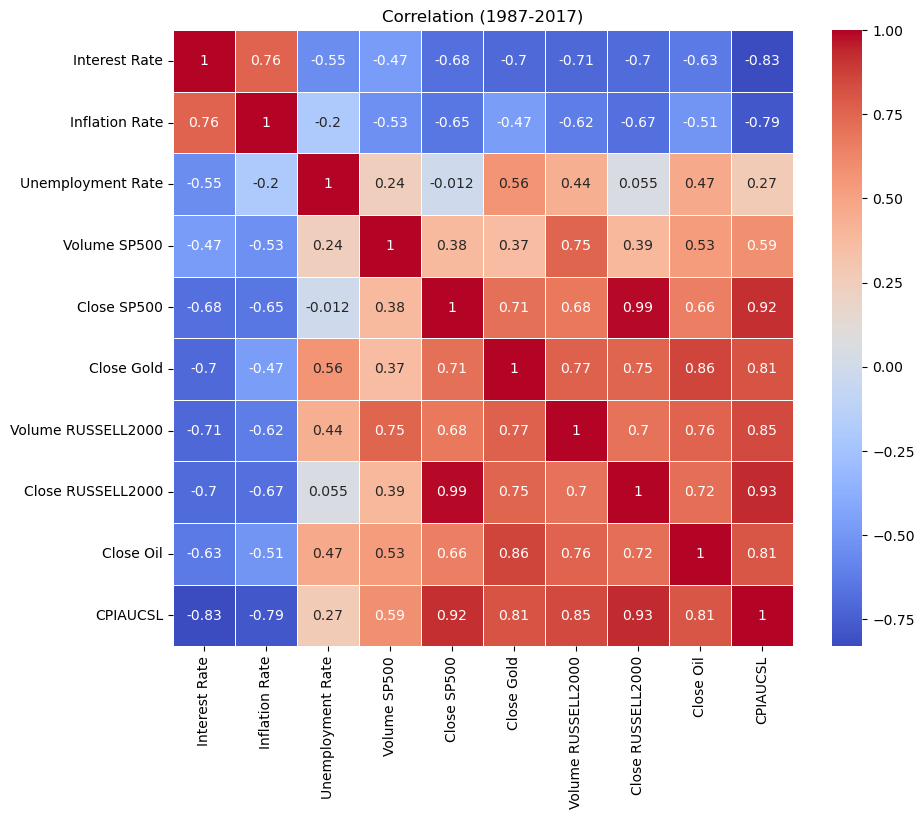 Correlation (1987-2017)
Interest Rate 1 0.76 -0.55 -0.47 -0.68 -0.7 -0.71 -0.7 -0.63 -0.83
Inflation Rate 0.76 1 -0.2 -0.53 -0.65 -0.47 -0.62 -0.67 -0.51 -0.79
Unemployment Rate -0.55 -0.2 1 0.24 -0.012 0.56 0.44 0.055 0.47 0.27
Volume SP500 -0.47 -0.53 0.24 1 0.38 0.37 0.75 0.39 0.53 0.59
Close SP500 -0.68 -0.65 -0.012 0.38 1 0.71 0.68 0.99 0.66 0.92
Close Gold -0.7 -0.47 0.56 0.37 0.71 1 0.77 0.75 0.86 0.81
Volume RUSSELL2000 -0.71 -0.62 0.44 0.75 0.68 0.77 1 0.7 0.76 0.85
Close RUSSELL2000 -0.7 -0.67 0.055 0.39 0.99 0.75 0.7 1 0.72 0.93
Close Oil -0.63 -0.51 0.47 0.53 0.66 0.86 0.76 0.72 1 0.81
CPIAUCSL -0.83 -0.79 0.27 0.59 0.92 0.81 0.85 0.93 0.81 1
Interest Rate
Inflation Rate
Unemployment Rate
Volume SP500
Close SP500
Close Gold
Volume RUSSELL2000
Close RUSSELL2000
Close Oil
CPIAUCSL
1.00
0.75
0.50
0.25
0.00
−0.25
−0.50
−0.75